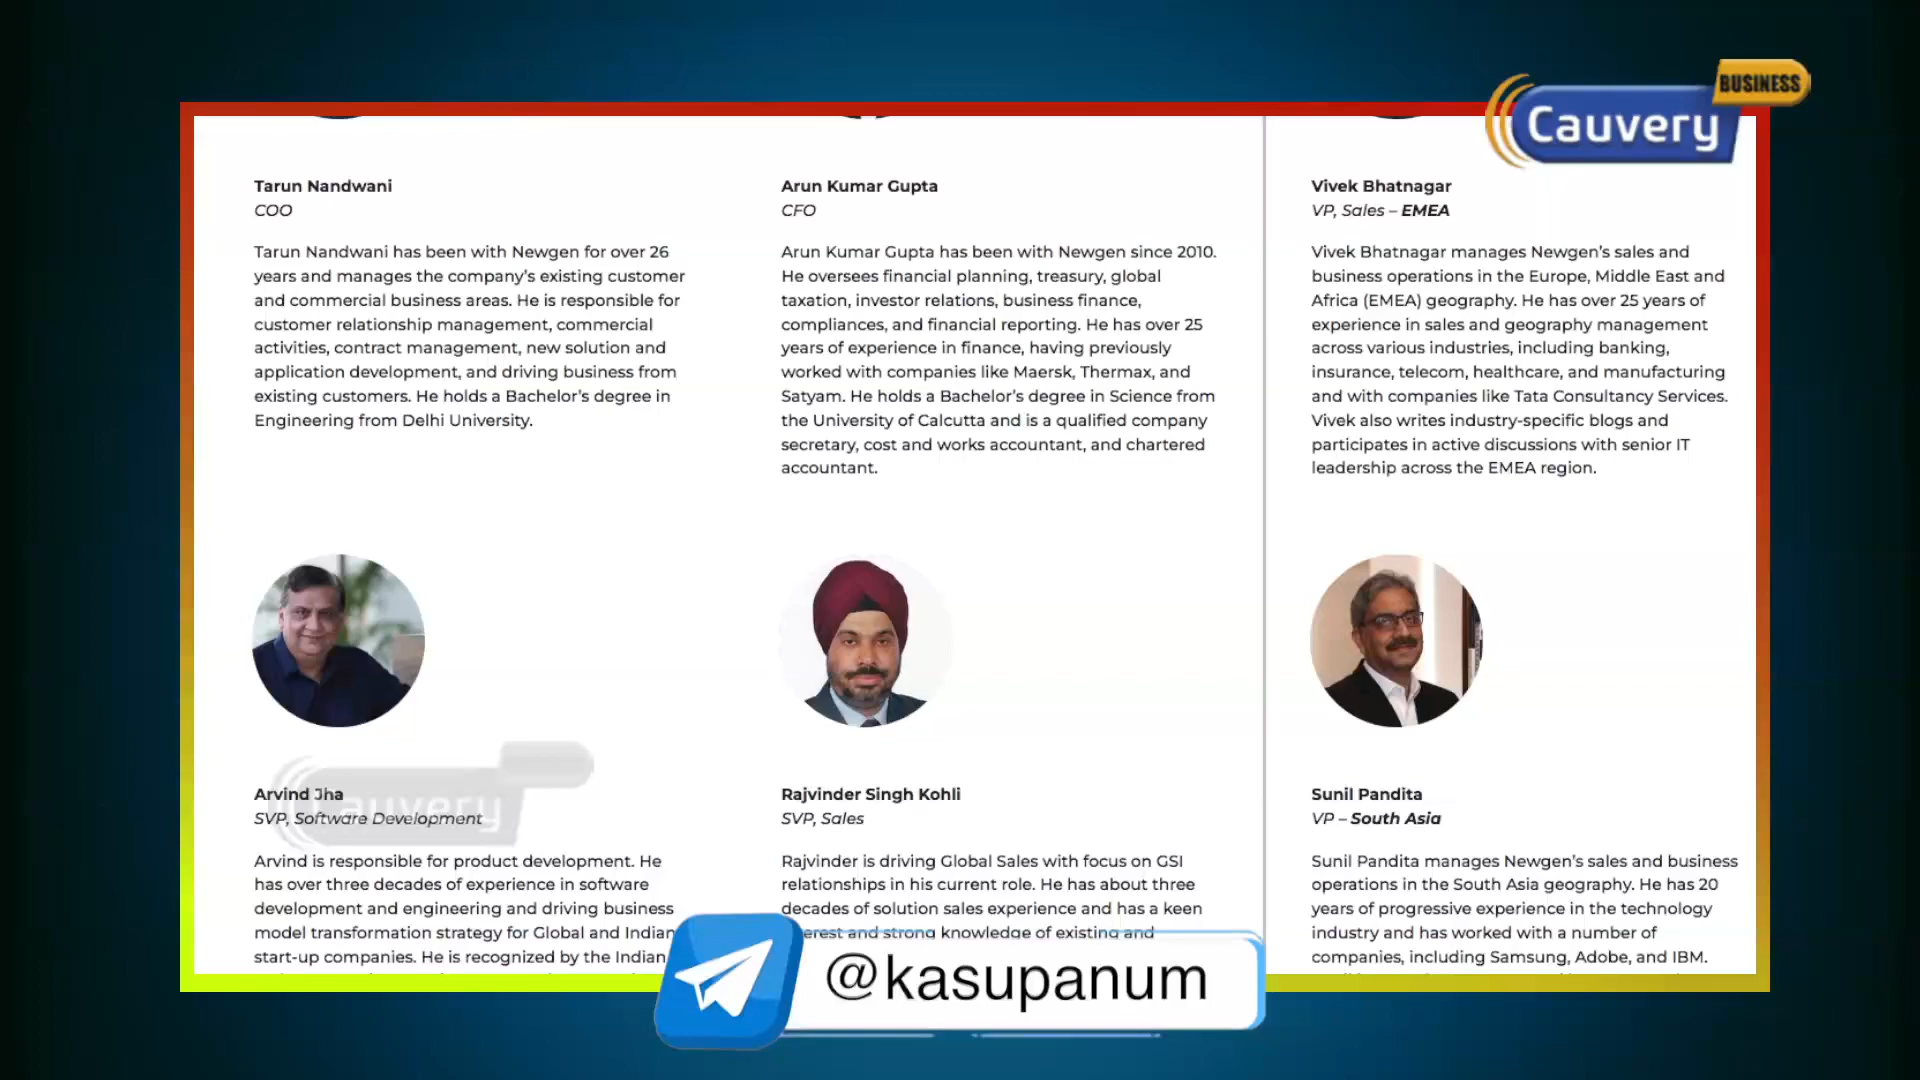 BUSINESS
Cauvery
Tarun Nandwani
COO
Tarun Nandwani has been with Newgen for over 26
years and manages the company's existing customer
and commercial business areas. He is responsible for
customer relationship management, commercial
activities, contract management, new solution and
application development, and driving business from
existing customers. He holds a Bachelor's degree in
Engineering from Delhi University.
Arun Kumar Gupta
CFO
Arun Kumar Gupta has been with Newgen since 2010.
He oversees financial planning, treasury, global
taxation, investor relations, business finance,
compliances, and financial reporting. He has over 25
years of experience in finance, having previously
worked with companies like Maersk, Thermax, and
Satyam. He holds a Bachelor's degree in Science from
the University of Calcutta and is a qualified company
secretary, cost and works accountant, and chartered
accountant.
Vivek Bhatnagar
VP, Sales – EMEA
Vivek Bhatnagar manages Newgen's sales and
business operations in the Europe, Middle East and
Africa (EMEA) geography. He has over 25 years of
experience in sales and geography management
across various industries, including banking,
insurance, telecom, healthcare, and manufacturing
and with companies like Tata Consultancy Services.
Vivek also writes industry-specific blogs and
participates in active discussions with senior IT
leadership across the EMEA region.
Arvind Jha
SVP, Software Development
Cauvery
Arvind is responsible for product development. He
has over three decades of experience in software
development and engineering and driving business
model transformation strategy for Global and Indian
start-up companies. He is recognized by the Indian
Rajvinder Singh Kohli
SVP, Sales
Rajvinder is driving Global Sales with focus on GSI
relationships in his current role. He has about three
decades of solution sales experience and has a keen
and strong knowledge of existing and
Sunil Pandita
VP – South Asia
Sunil Pandita manages Newgen's sales and business
operations in the South Asia geography. He has 20
years of progressive experience in the technology
industry and has worked with a number of
companies, including Samsung, Adobe, and IBM.
@kasupanum